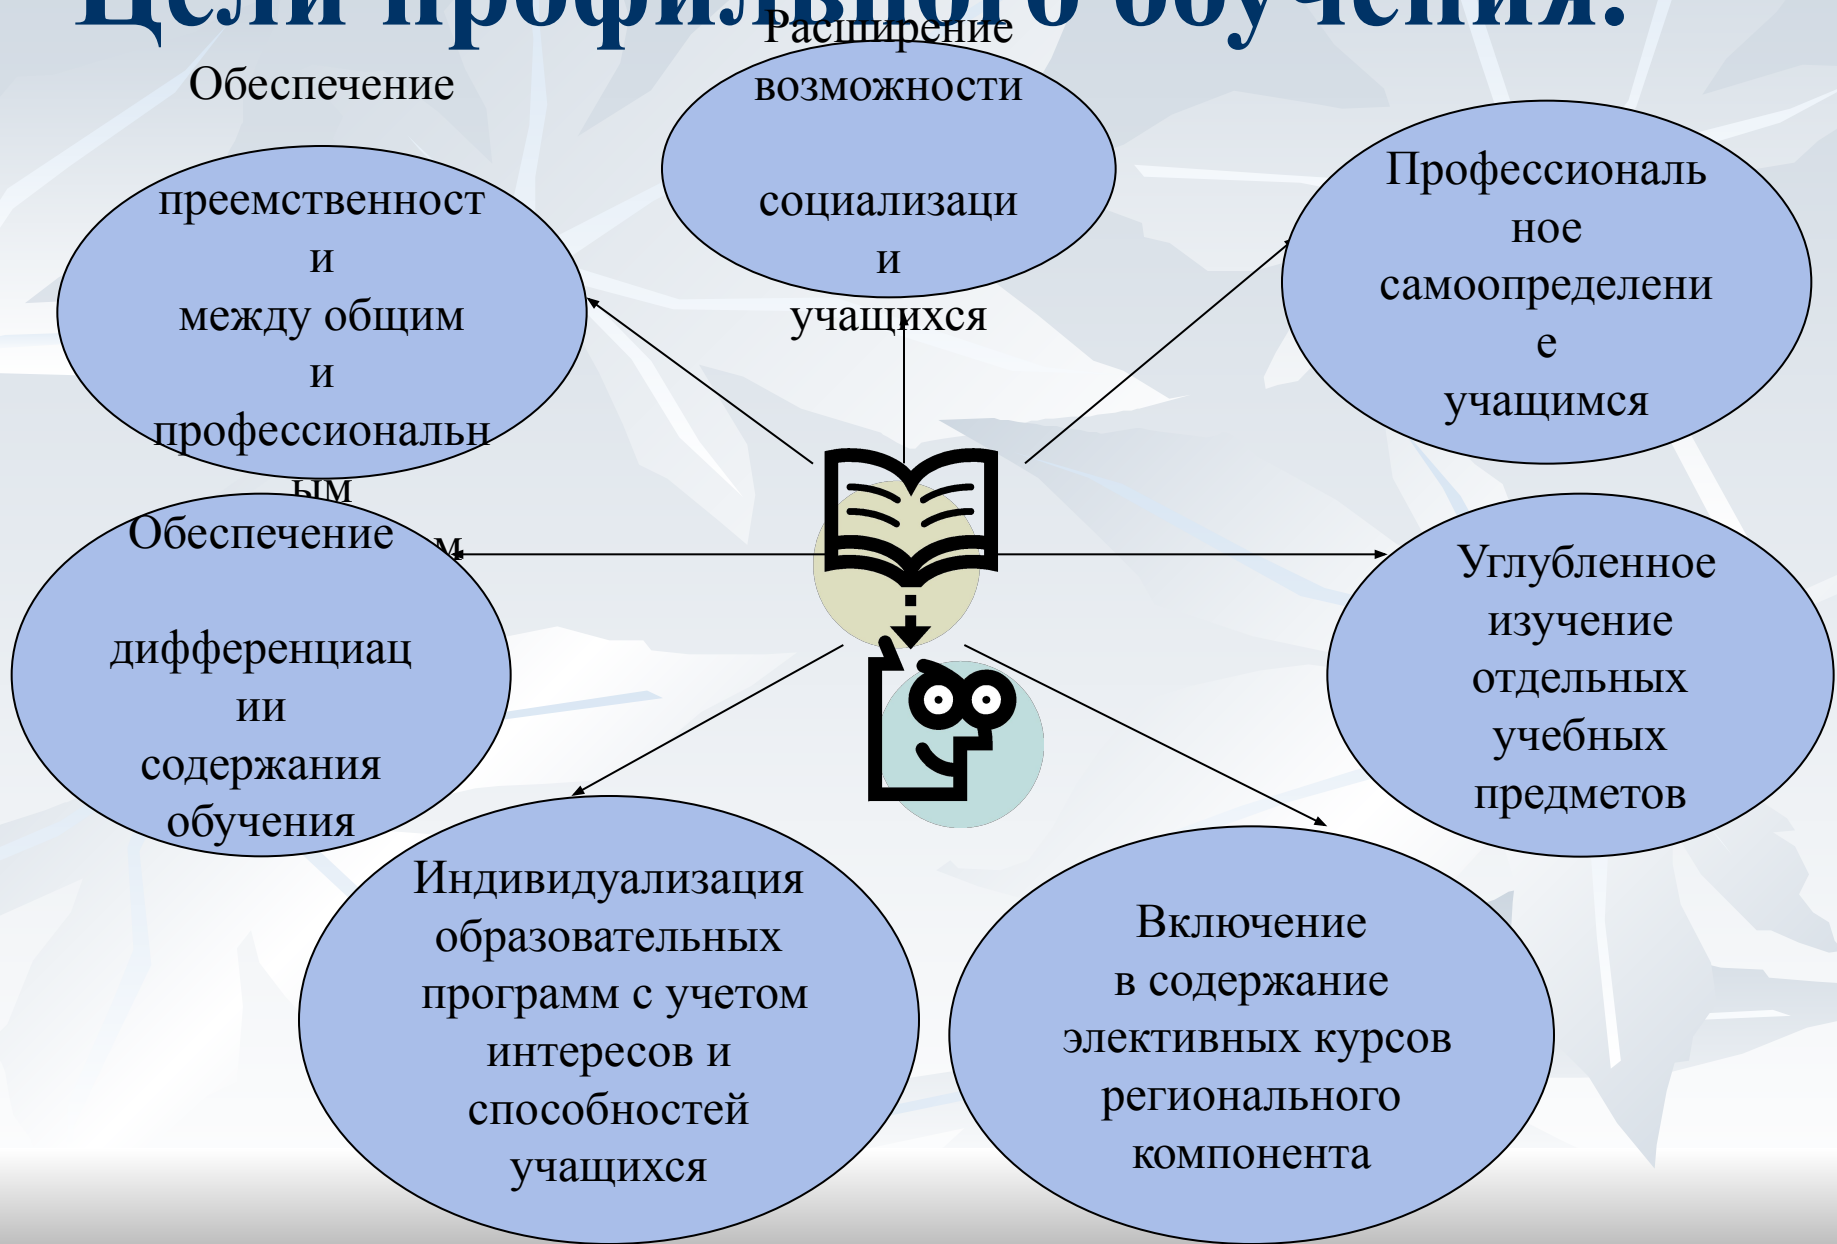 Цели профильного обучения:
Обеспечение
преемственност
и
между общим
и
профессиональн
ым
Расширение
возможности
социализаци
и
учащихся
Профессиональ
ное
самоопределени
е
учащимся
Обеспечение
дифференциац
ии
содержания
обучения
Углубленное
изучение
отдельных
учебных
предметов
Индивидуализация
образовательных
программ с учетом
интересов и
способностей
учащихся
Включение
в содержание
элективных курсов
регионального
компонента